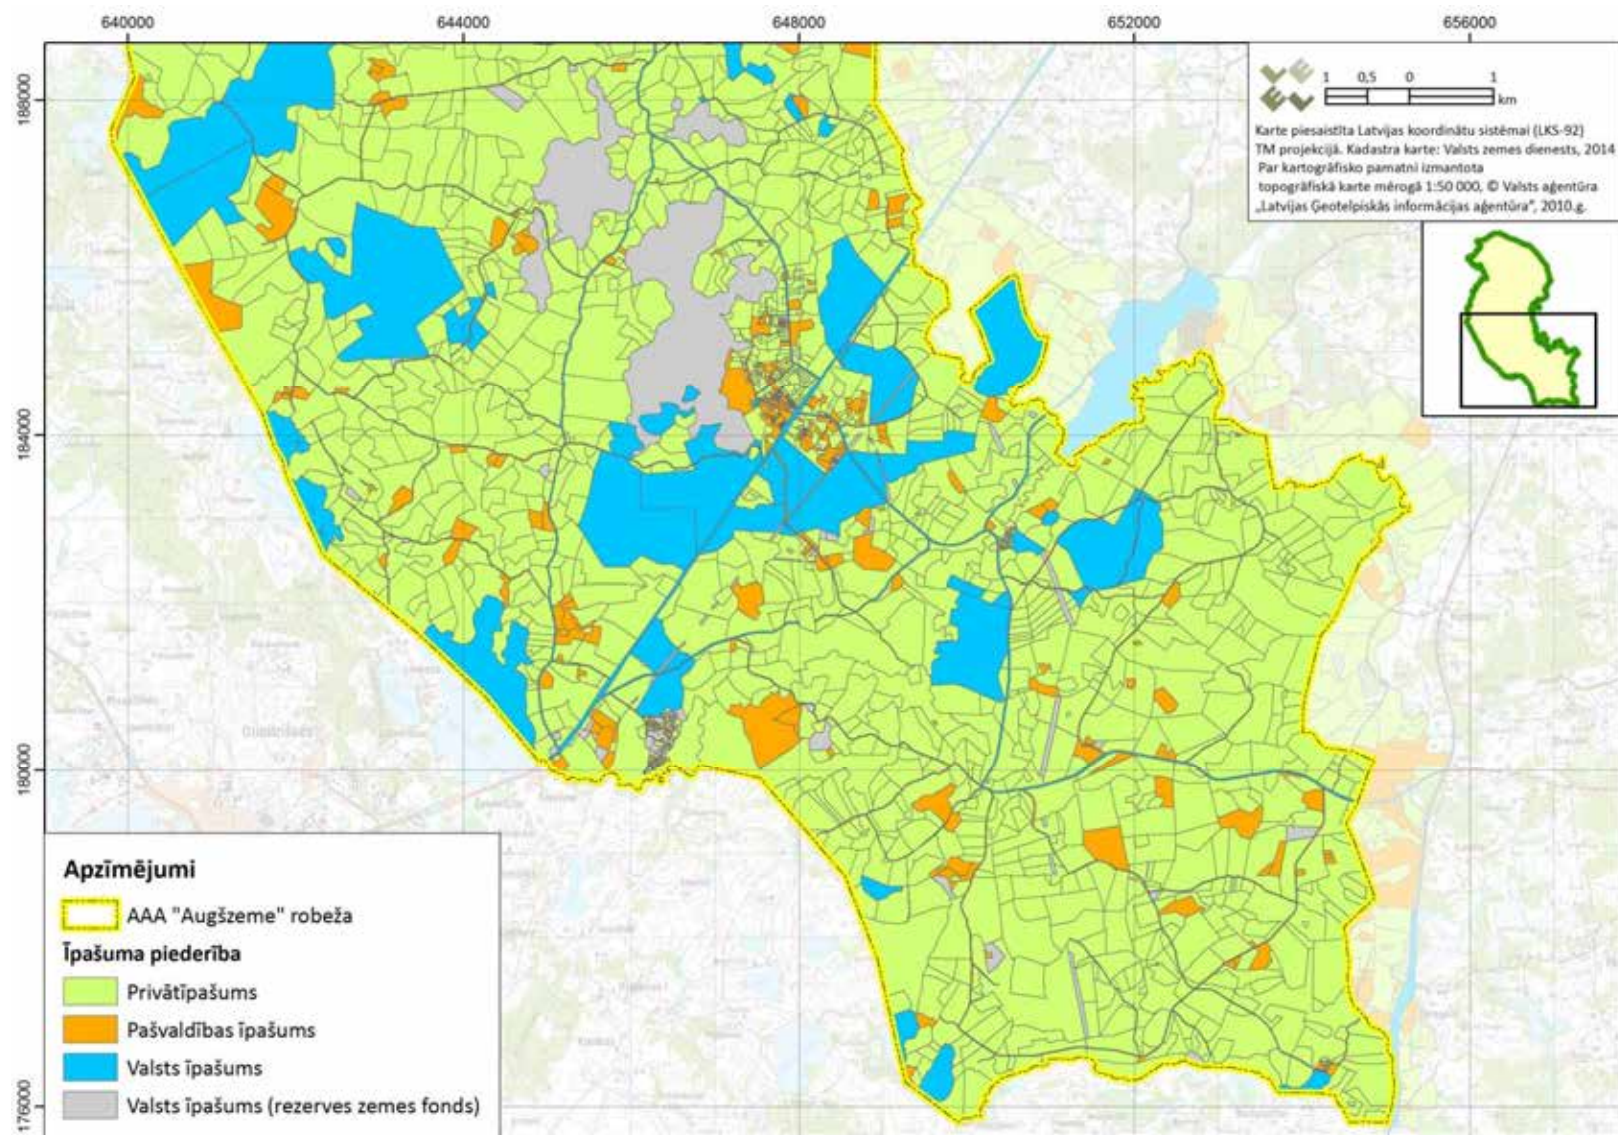 640000
644000
648000
652000
656000
188000
184000
180000
176000
1 0,5 0 1
km
Karte piesaistīta Latvijas koordinātu sistēmai (LKS-92)
TM projekcijā. Kadastra karte: Valsts zemes dienests, 2014
Par kartogrāfisko pamatni izmantota
topogrāfiskā karte mērogā 1:50 000, © Valsts aģentūra
„Latvijas Ģeotelpiskās informācijas aģentūra", 2010.g.
Apzīmējumi
AAA "Augšzeme" robeža
Īpašuma piederība
Privātīpašums
Pašvaldības īpašums
Valsts īpašums
Valsts īpašums (rezerves zemes fonds)